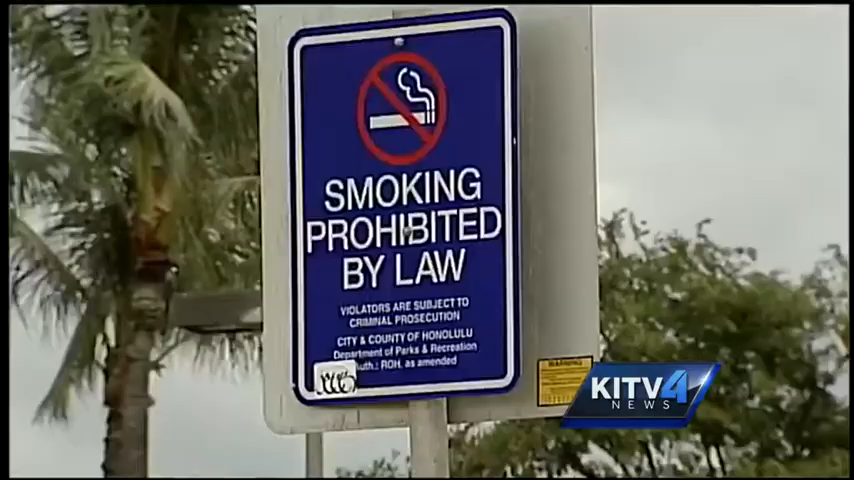 SMOKING
PROHIBITED
BY LAW
VIOLATORS ARE SUBJECT TO
CRIMINAL PROSECUTION
CITY & COUNTY OF HONOLULU
Department of Parks & Recreation
uth.: ROH. as amended
WARNING
KITV4
NEWS